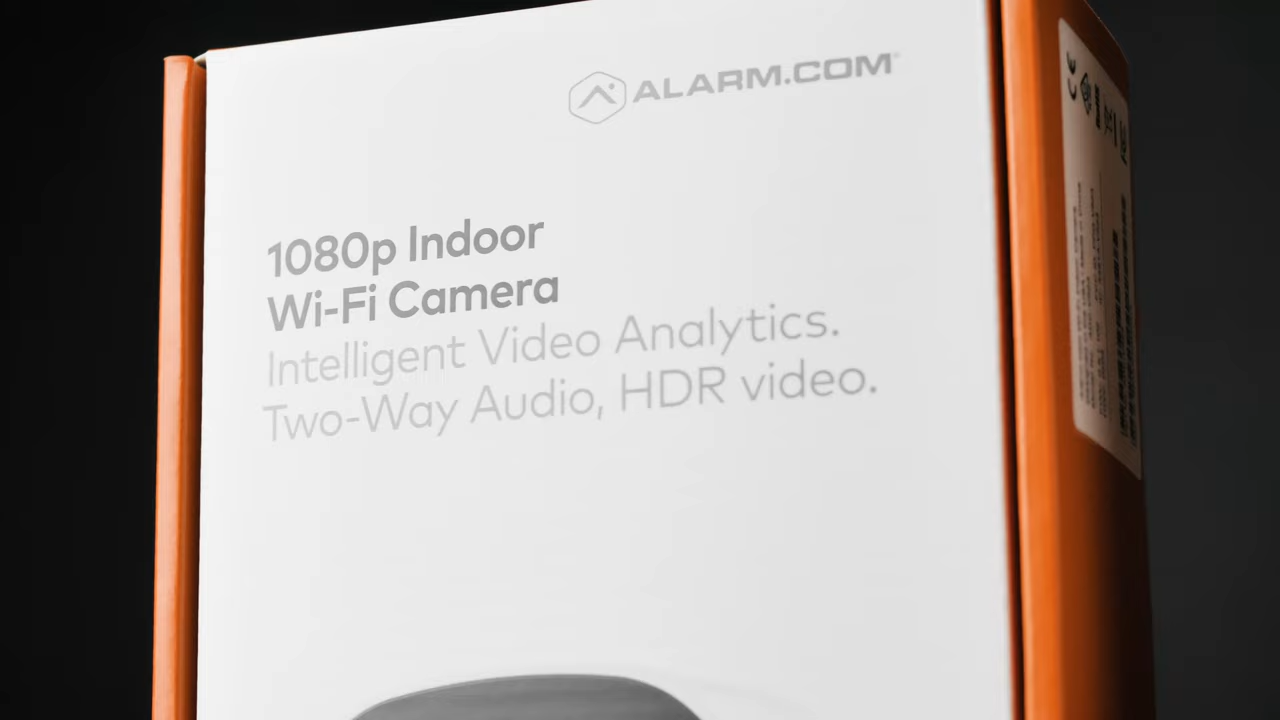 ALARM.COM
1080p Indoor
Wi-Fi Camera
Intelligent Video Analytics.
Two-Way Audio, HDR video.